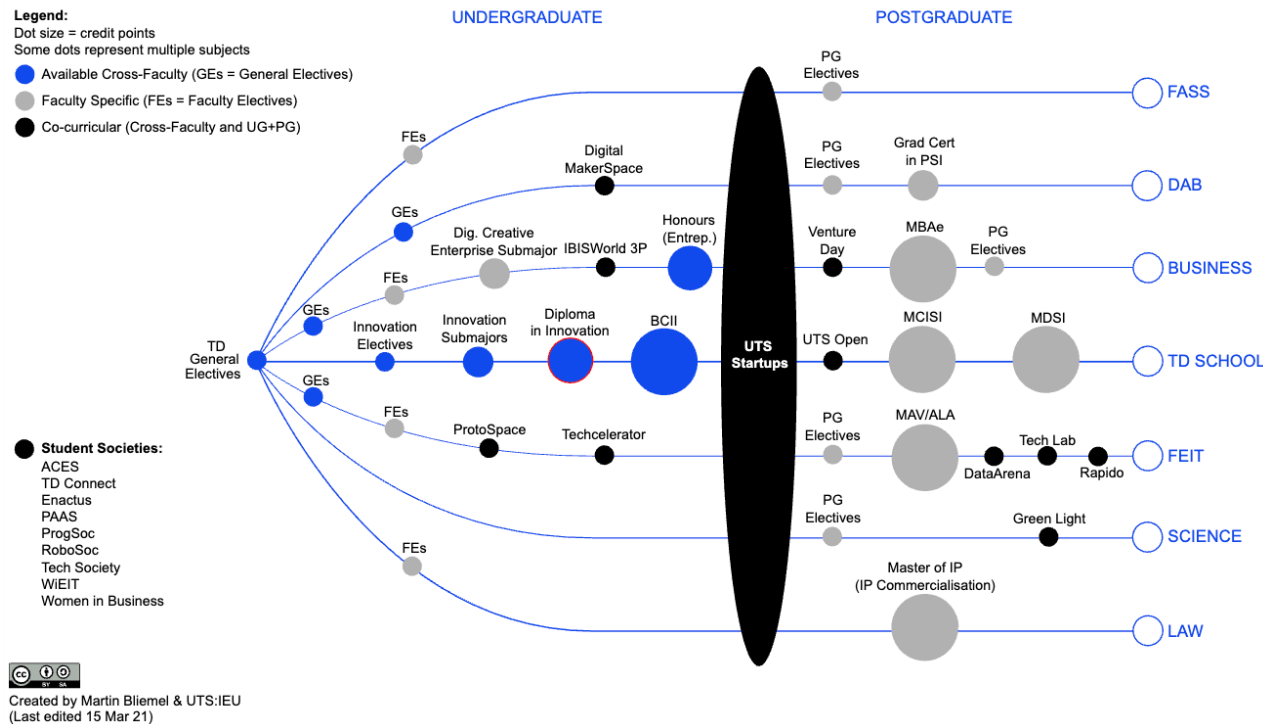 Legend:
Dot size = credit points
Some dots represent multiple subjects
Available Cross-Faculty (GEs = General Electives)
Faculty Specific (FEs = Faculty Electives)
Co-curricular (Cross-Faculty and UG+PG)
UNDERGRADUATE
POSTGRADUATE
FEs
PG
Electives
FASS
GEs
Digital
MakerSpace
PG
Electives
Grad Cert
in PSI
DAB
GEs
FEs
Dig. Creative
Enterprise Submajor
IBISWorld 3P
Honours
(Entrep.)
Venture
Day
MBAe
PG
Electives
BUSINESS
TD
General
Electives
Innovation
Electives
Innovation
Submajors
Diploma
in Innovation
BCII
UTS
Startups
UTS Open
MCISI
MDSI
TD SCHOOL
GEs
FEs
ProtoSpace
Techcelerator
PG
Electives
MAV/ALA
DataArena
Tech Lab
Rapido
FEIT
PG
Electives
Green Light
SCIENCE
FEs
Master of IP
(IP Commercialisation)
LAW
Student Societies:
ACES
TD Connect
Enactus
PAAS
ProgSoc
RoboSoc
Tech Society
WiEIT
Women in Business
cc
BY SA
Created by Martin Bliemel & UTS:IEU
(Last edited 15 Mar 21)